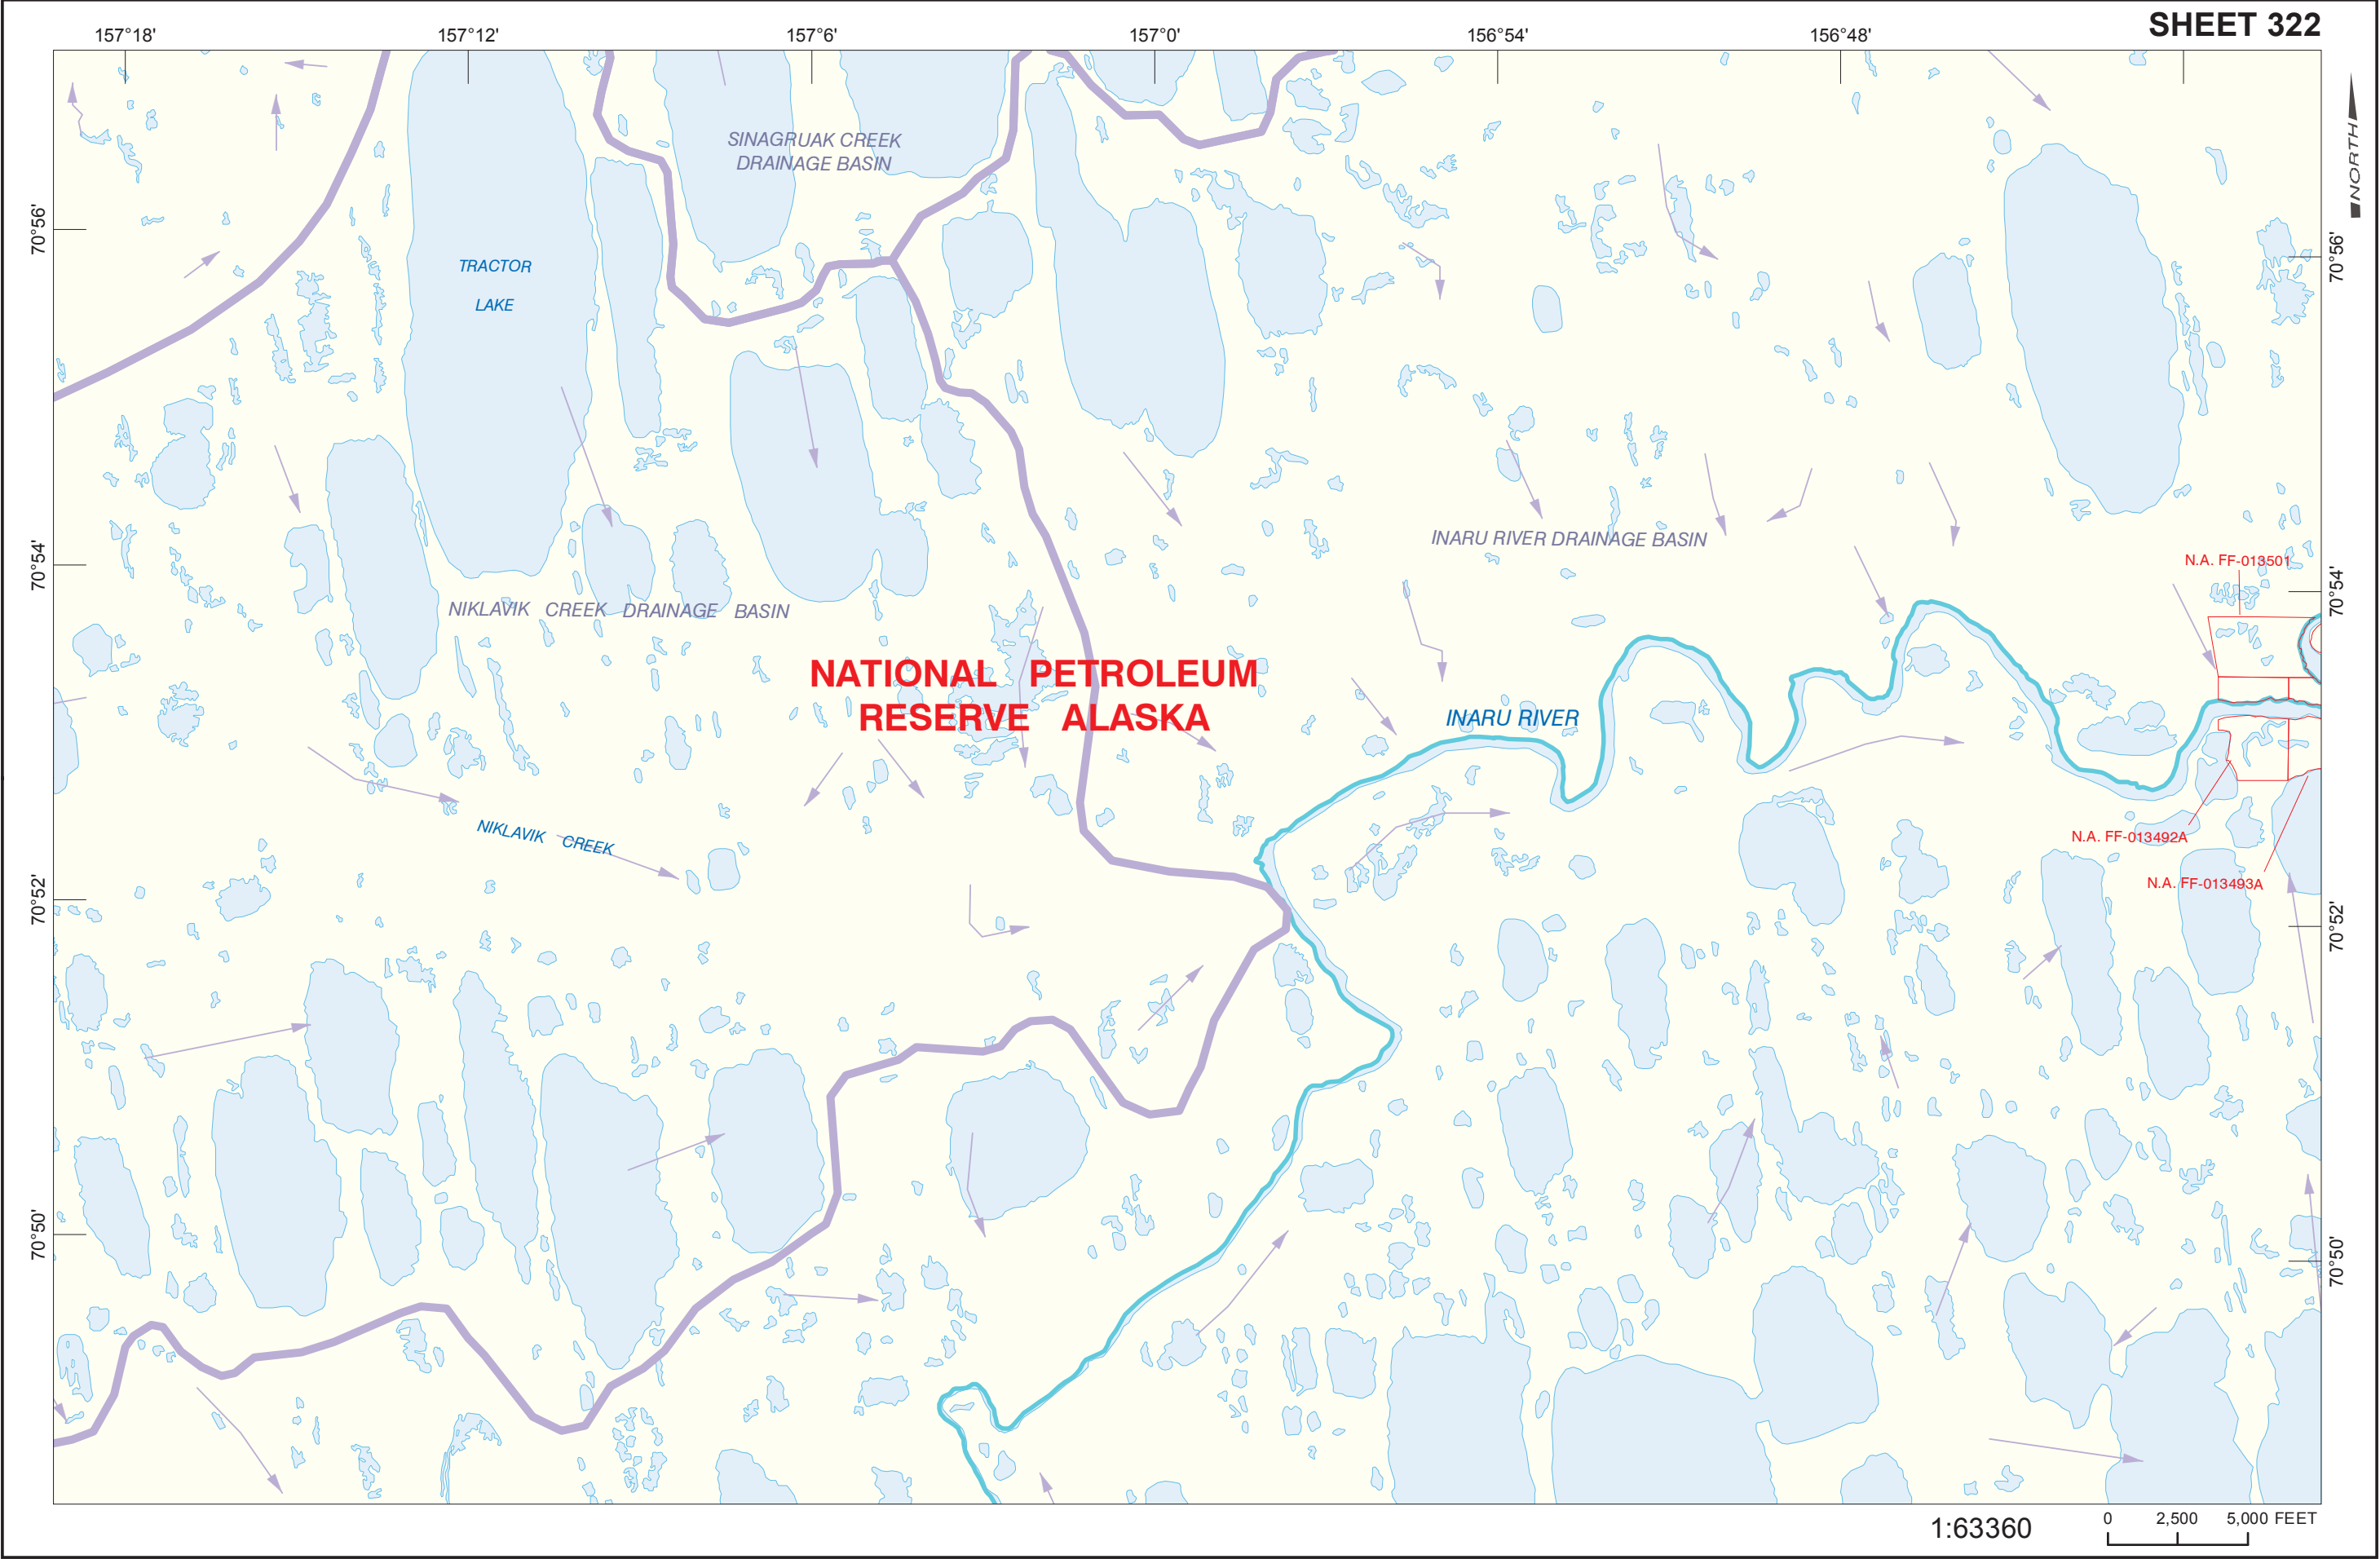 SHEET 322
157°18'
157°12'
157°6'
157°0'
156°54'
156°48'
NORTH
SINAGRUAK CREEK
DRAINAGE BASIN
70°56'
70°56'
TRACTOR
LAKE
INARU RIVER DRAINAGE BASIN
70°54'
N.A. FF-013501
70°54'
NIKLAVIK CREEK DRAINAGE BASIN
NATIONAL PETROLEUM
RESERVE ALASKA
INARU RIVER
NIKLAVIK CREEK
N.A. FF-013492A
N.A. FF-013493A
70°52'
70°52'
70°50'
70°50'
1:63360
0 2,500 5,000 FEET